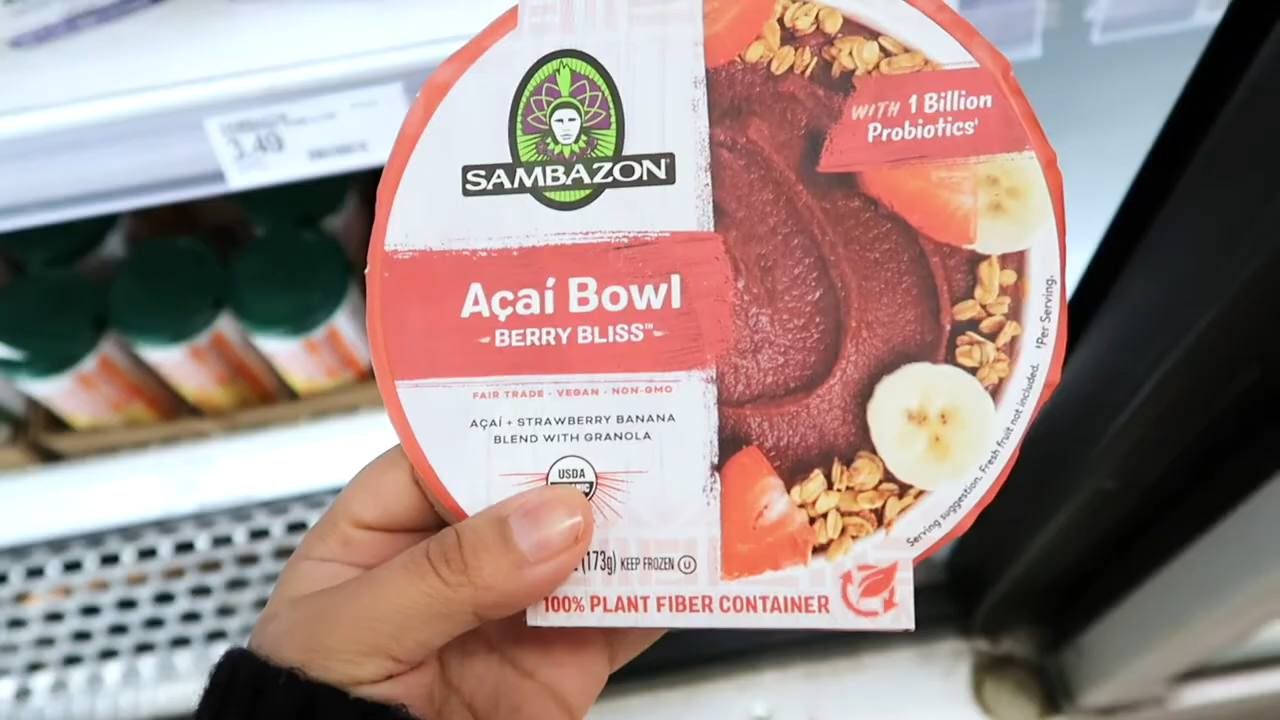 3.49
SAMBAZON
WITH 1 Billion
Probiotics¹
Açaí Bowl
BERRY BLISS™
FAIR TRADE - VEGAN - NON-GMO
AÇAÍ + STRAWBERRY BANANA
BLEND WITH GRANOLA
USDA
(173g) KEEP FROZEN U
100% PLANT FIBER CONTAINER
Serving suggestion. Fresh fruit not included. ¹Per Serving.